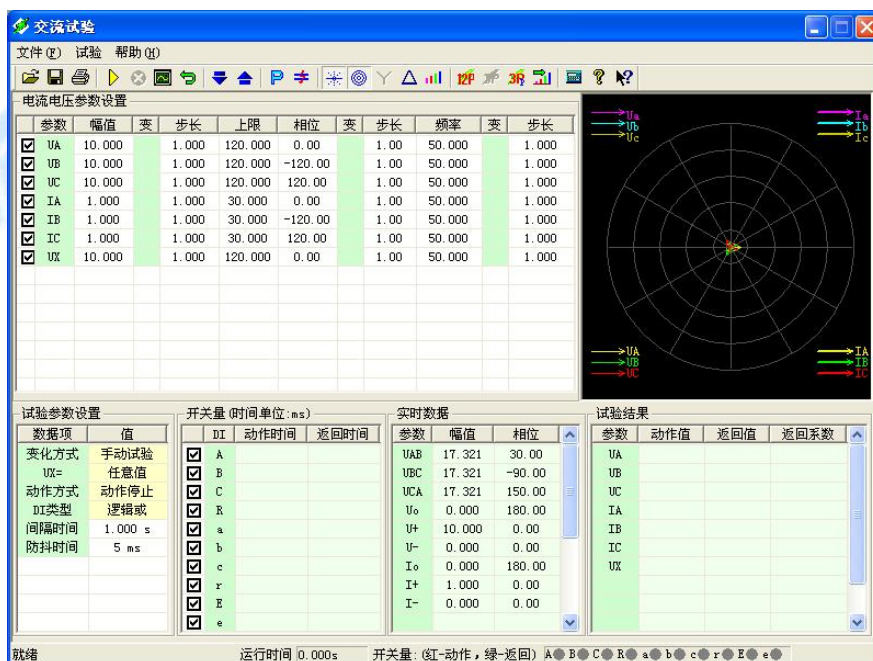 交流试验
文件(F) 试验 帮助(H)
P 12P 3P 3R
电流电压参数设置
参数 幅值 变 步长 上限 相位 变 步长 频率 变 步长
UA 10.000 1.000 120.000 0.00 1.00 50.000 1.000
UB 10.000 1.000 120.000 -120.00 1.00 50.000 1.000
UC 10.000 1.000 120.000 120.00 1.00 50.000 1.000
IA 1.000 1.000 30.000 0.00 1.00 50.000 1.000
IB 1.000 1.000 30.000 -120.00 1.00 50.000 1.000
IC 1.000 1.000 30.000 120.00 1.00 50.000 1.000
UX 10.000 1.000 120.000 0.00 1.00 50.000 1.000
Ua Ia
Ub Ib
Uc Ic
UA IA
UB IB
UC IC
试验参数设置
数据项 值
变化方式 手动试验
UX= 任意值
动作方式 动作停止
DI类型 逻辑或
间隔时间 1.000 s
防抖时间 5 ms
开关量(时间单位:ms)
DI 动作时间 返回时间
A
B
C
R
a
b
c
r
E
e
实时数据
参数 幅值 相位
UAB 17.321 30.00
UBC 17.321 -90.00
UCA 17.321 150.00
Uo 0.000 180.00
U+ 10.000 0.00
U- 0.000 0.00
Io 0.000 180.00
I+ 1.000 0.00
I- 0.000 0.00
试验结果
参数 动作值 返回值 返回系数
UA
UB
UC
IA
IB
IC
UX
就绪 运行时间 0.000s 开关量:(红-动作,绿-返回) A B C R a b c r E e